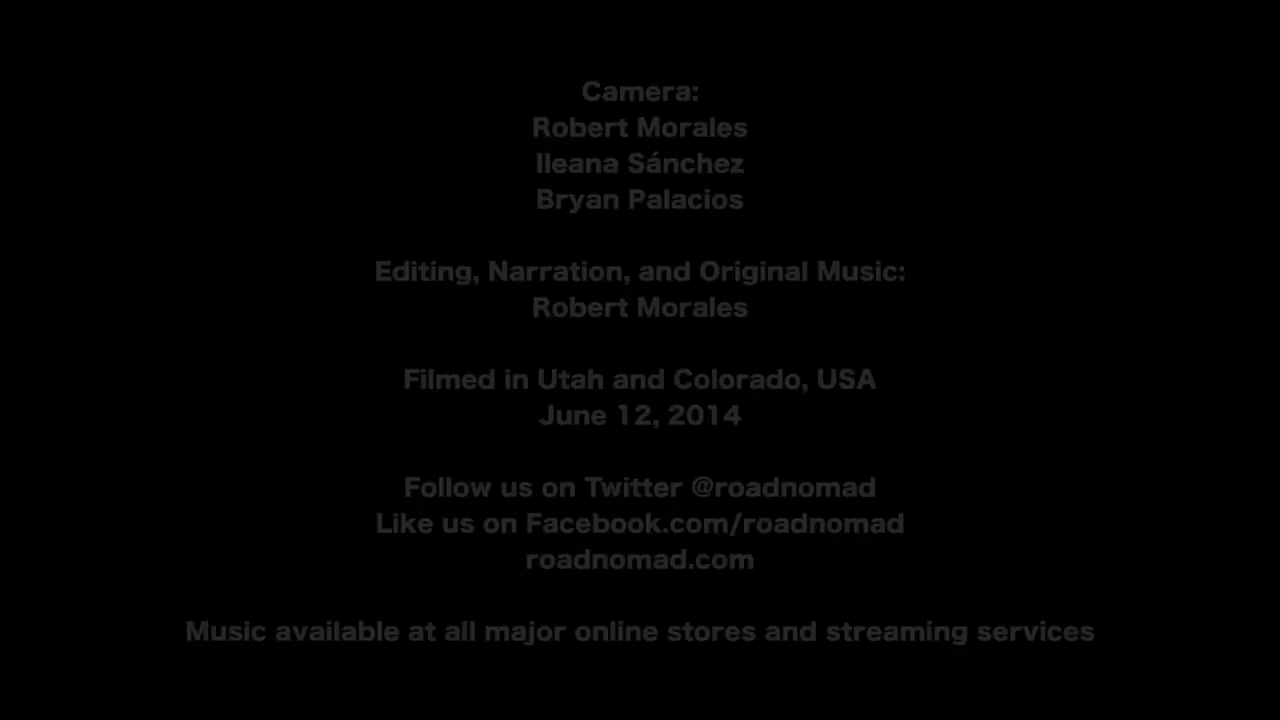 Camera:
Robert Morales
Ileana Sánchez
Bryan Palacios
Editing, Narration, and Original Music:
Robert Morales
Filmed in Utah and Colorado, USA
June 12, 2014
Follow us on Twitter @roadnomad
Like us on Facebook.com/roadnomad
roadnomad.com
Music available at all major online stores and streaming services